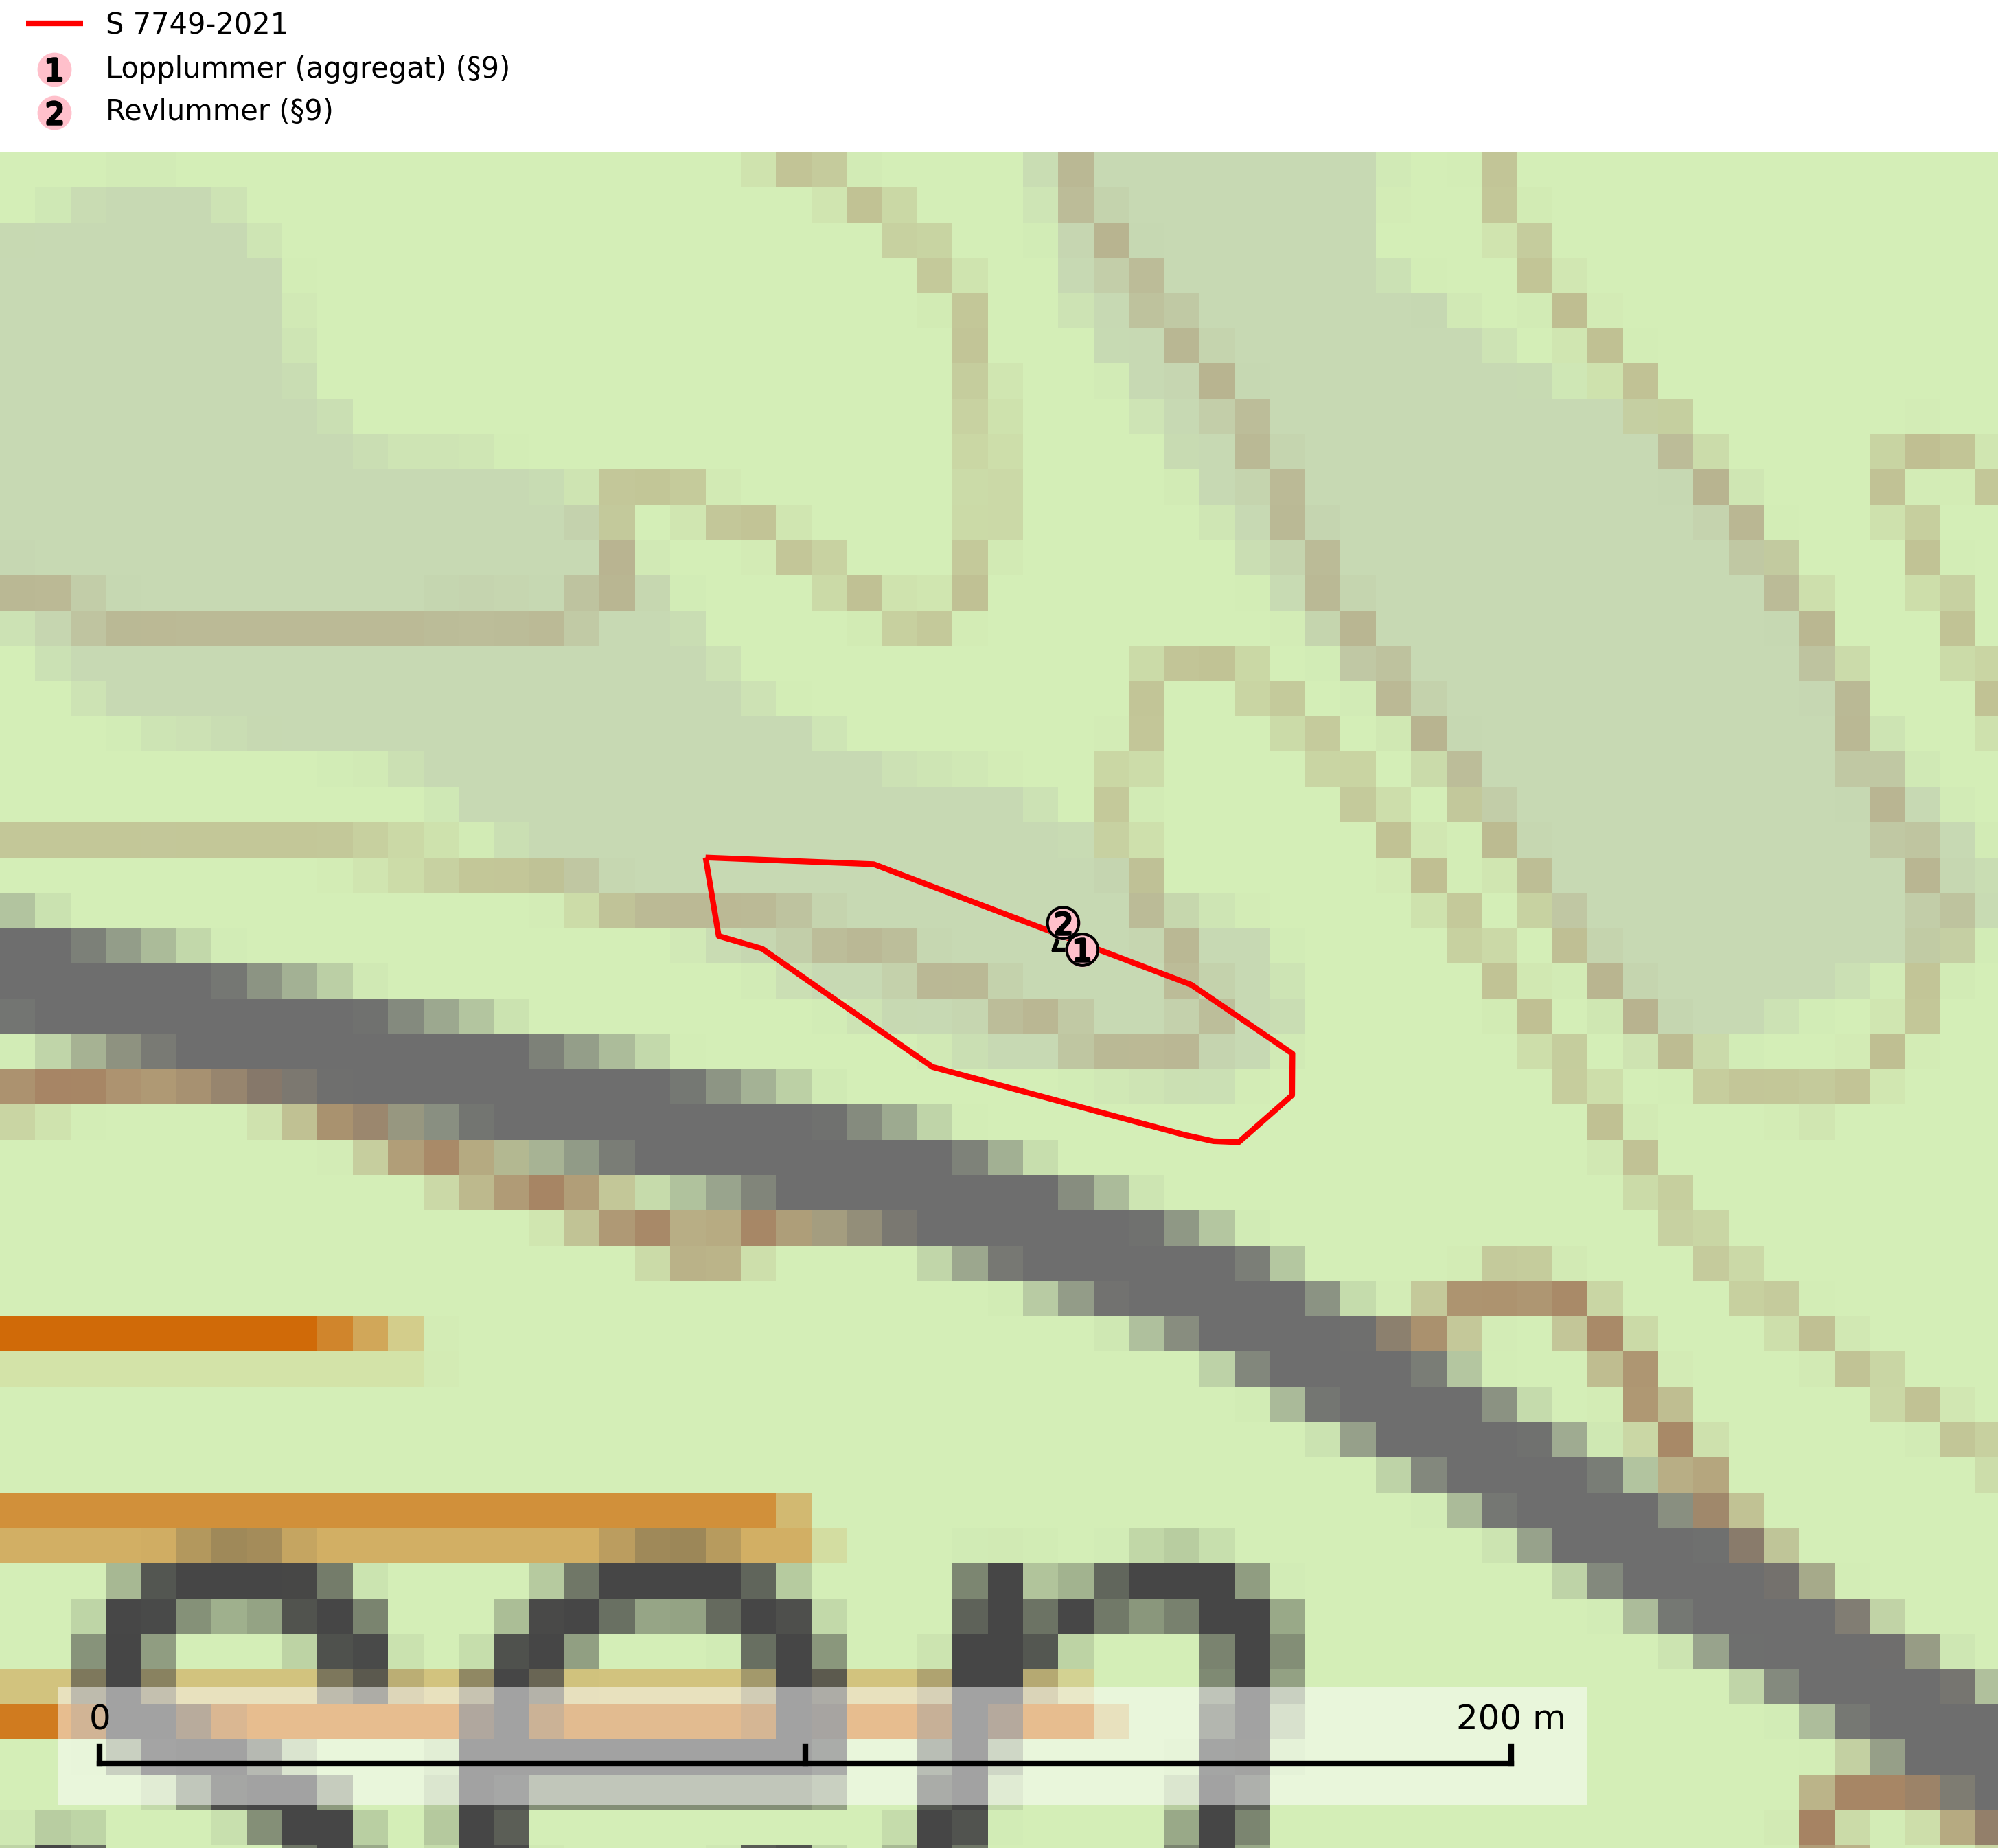 S 7749-2021
1 Lopplummer (aggregat) (§9)
2 Revlummer (§9)
2
1
0 200 m